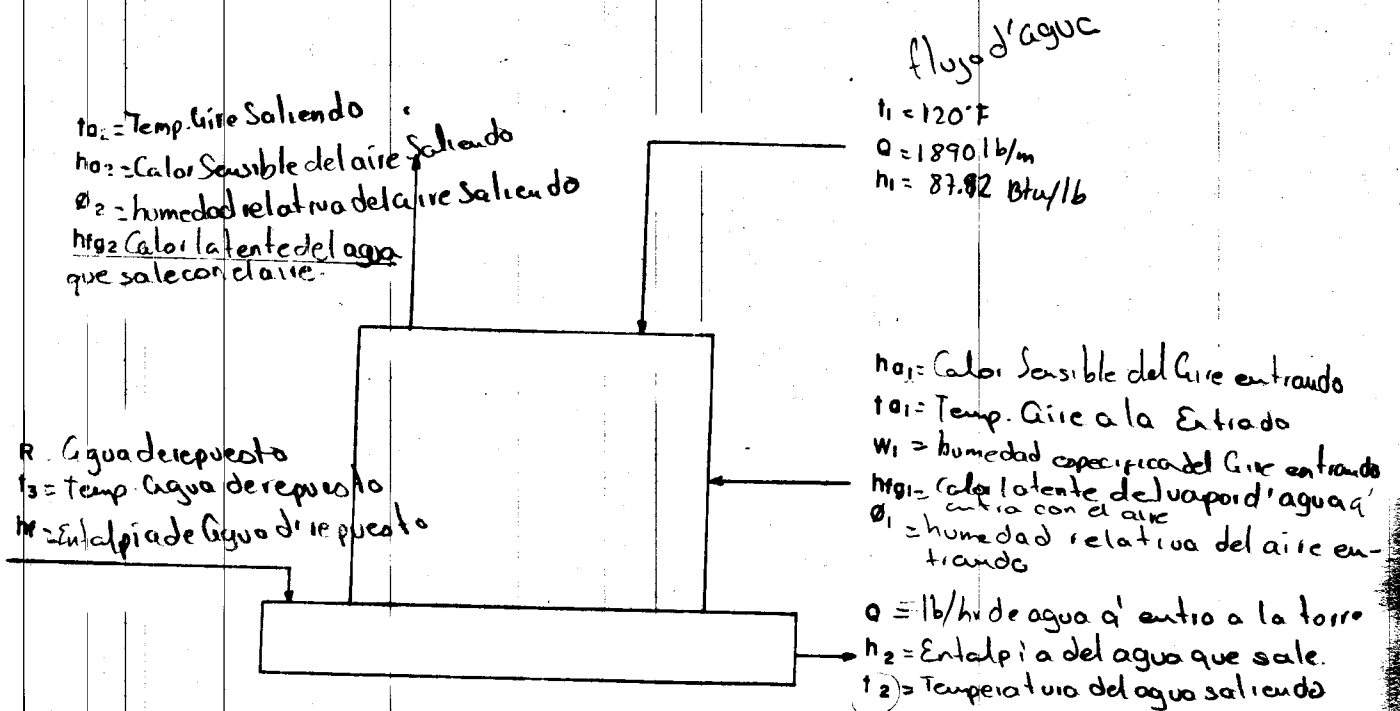 flujo d'agua
t₁ = 120°F
Q = 1890 lb/m
h₁ = 87.92 Btu/lb
ta₂ = Temp. Aire Saliendo
ha₂ = Calor Sensible del aire Saliendo
Ø₂ = humedad relativa del aire Saliendo
hfg₂ Calor latente del agua
que sale con el aire.
ha₁ = Calor Sensible del Aire entrando
ta₁ = Temp. Aire a la Entrada
W₁ = humedad especifica del Aire entrando
hfg₁ = Calor latente del vapor d'agua q'
entra con el aire
Ø₁ = humedad relativa del aire en-
trando
R. Agua de repuesto
t₃ = Temp. Agua de repuesto
hf = Entalpia de Agua d' repuesto
Q = lb/hr de agua q' entra a la torre
h₂ = Entalpia del agua que sale.
t₂ = Temperatura del agua saliendo